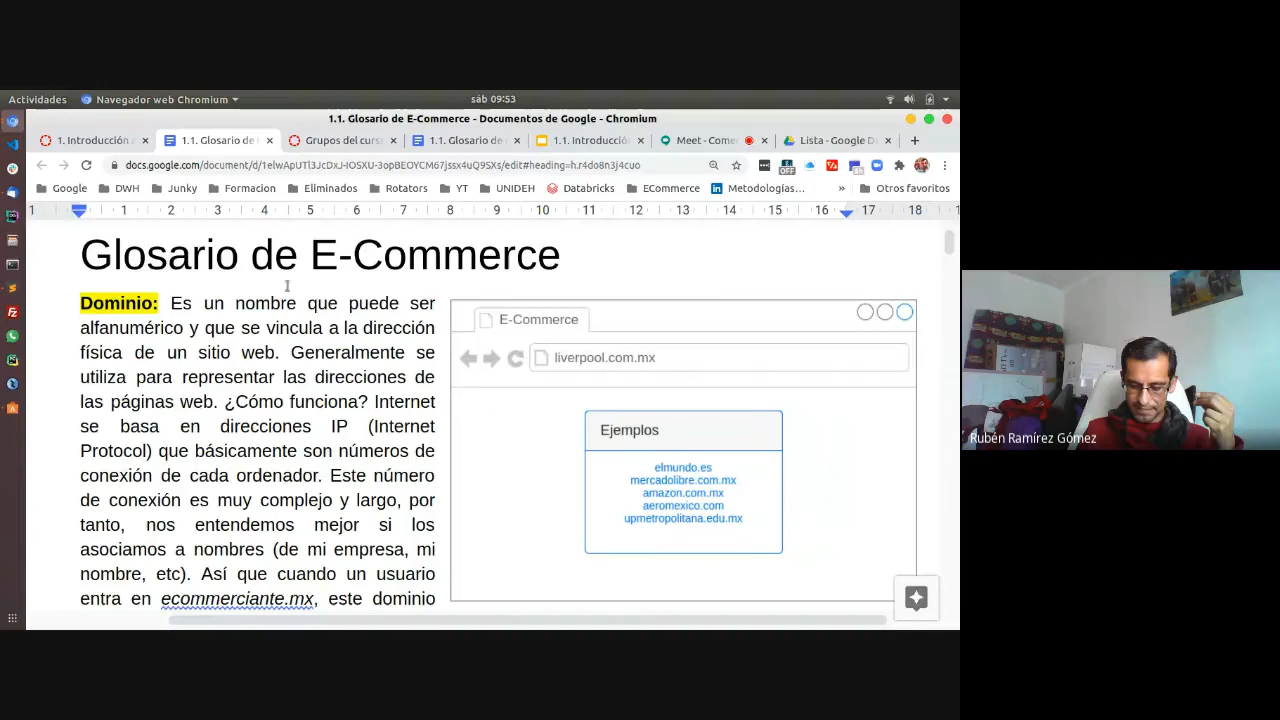 Actividades
Navegador web Chromium
sáb 09:53
1.1. Glosario de E-Commerce - Documentos de Google - Chromium
1. Introducción a
1.1. Glosario de
Grupos del curs
1.1. Glosario de
1.1. Introducció
Meet - Com
Lista - Google D
docs.google.com/document/d/1elwApUTl3JcDxJ-IOSXU-3opBEOYCM67jssx4uQ9SXs/edit#heading=h.r4do8n3j4cuo
Google
DWH
Junky
Formacion
Eliminados
Rotators
YT
UNIDEH
Databricks
ECommerce
Metodologías...
»
Otros favoritos
1 1 2 3 4 5 6 7 8 9 10 11 12 13 14 15 16 17 18
Glosario de E-Commerce
Dominio: Es un nombre que puede ser
alfanumérico y que se vincula a la dirección
física de un sitio web. Generalmente se
utiliza para representar las direcciones de
las páginas web. ¿Cómo funciona? Internet
se basa en direcciones IP (Internet
Protocol) que básicamente son números de
conexión de cada ordenador. Este número
de conexión es muy complejo y largo, por
tanto, nos entendemos mejor si los
asociamos a nombres (de mi empresa, mi
nombre, etc). Así que cuando un usuario
entra en ecommerciante.mx, este dominio
E-Commerce
liverpool.com.mx
Ejemplos
elmundo.es
mercadolibre.com.mx
amazon.com.mx
aeromexico.com
upmetropolitana.edu.mx
Rubén Ramírez Gómez